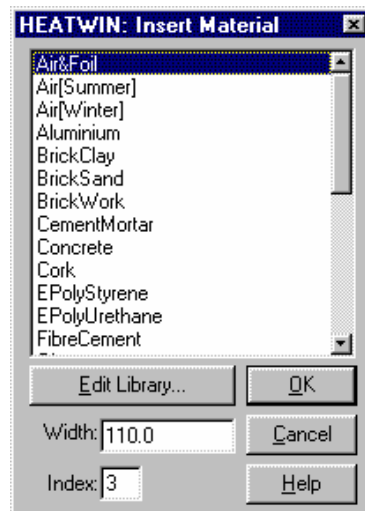 HEATWIN: Insert Material
Air&Foil
Air[Summer]
Air[Winter]
Aluminium
BrickClay
BrickSand
BrickWork
CementMortar
Concrete
Cork
EPolyStyrene
EPolyUrethane
FibreCement
Edit Library... OK
Width: 110.0 Cancel
Index: 3 Help